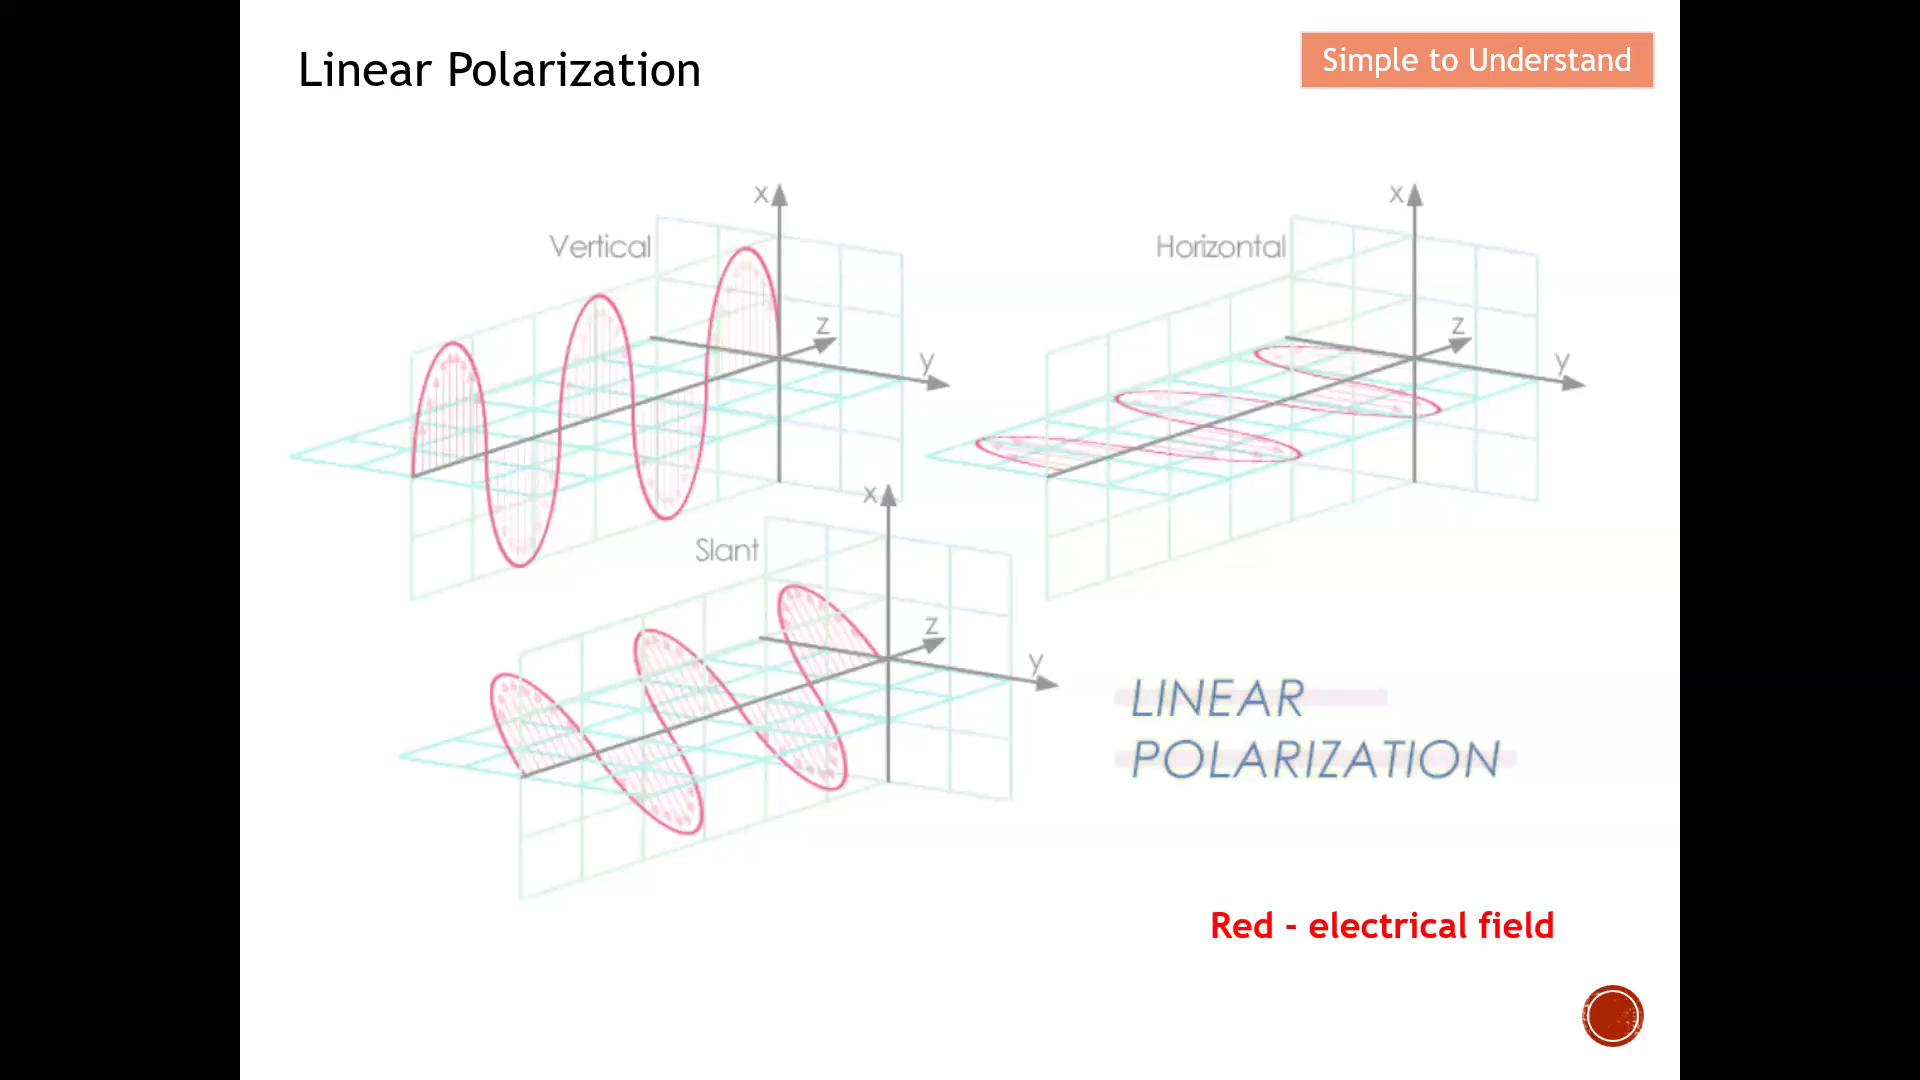 Linear Polarization
Simple to Understand
x
Vertical
z
y
x
Horizontal
z
y
x
Slant
z
y
LINEAR
POLARIZATION
Red - electrical field